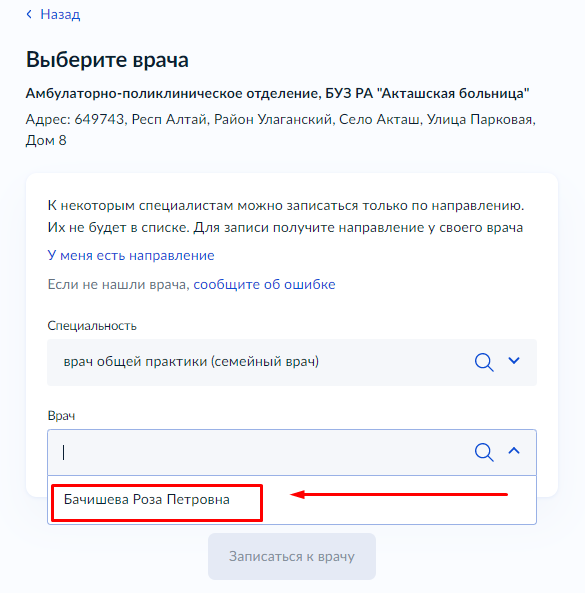 Назад
Выберите врача
Амбулаторно-поликлиническое отделение, БУЗ РА "Акташская больница"
Адрес: 649743, Респ Алтай, Район Улаганский, Село Акташ, Улица Парковая,
Дом 8
К некоторым специалистам можно записаться только по направлению.
Их не будет в списке. Для записи получите направление у своего врача
У меня есть направление
Если не нашли врача, сообщите об ошибке
Специальность
врач общей практики (семейный врач)
Врач
Бачишева Роза Петровна
Записаться к врачу